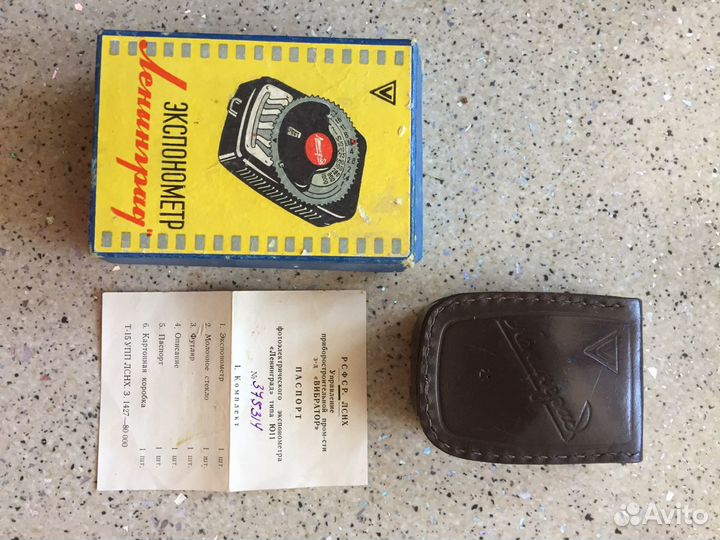 ЭКСПОНОМЕТР
„Ленинград"
РСФСР ЛСНХ
Управление
приборостроительной пром-сти
з-д «ВИБРАТОР»
ПАСПОРТ
фотоэлектрического экспонометра
«Ленинград» типа Ю11
№ 375314
1. Комплект
1. Экспонометр 1 шт.
2. Молочное стекло 1 шт.
3. Футляр 1 шт.
4. Описание 1 шт.
5. Паспорт 1 шт.
6. Картонная коробка 1 шт.
Т-15 УПП ЛСНХ З. 1427—80 000
Ленинград
2
Avito